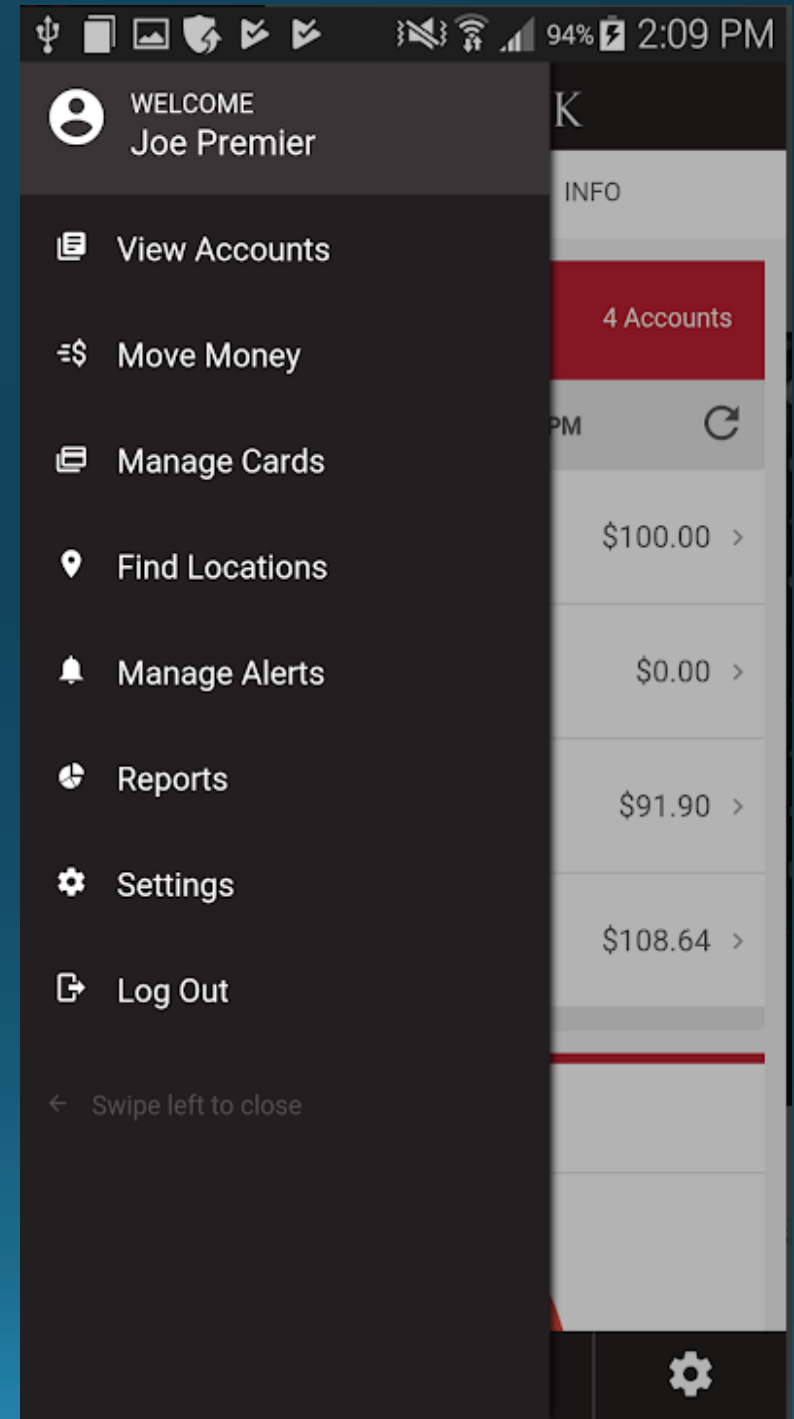 94% 2:09 PM
WELCOME
Joe Premier
K
INFO
View Accounts
4 Accounts
Move Money
PM
Manage Cards
$100.00
Find Locations
Manage Alerts
$0.00
Reports
$91.90
Settings
$108.64
Log Out
Swipe left to close